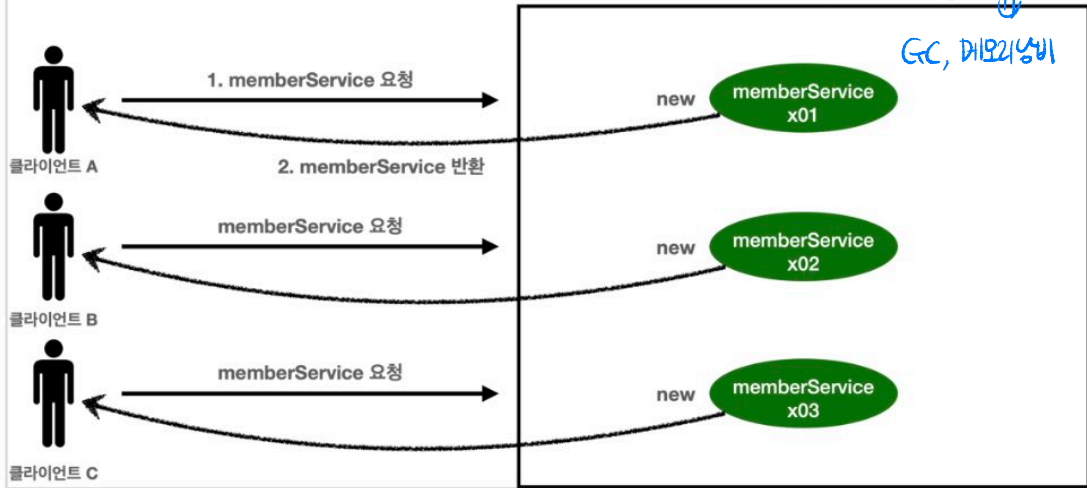 GC, 메모리낭비
1. memberService 요청
new
memberService
x01
클라이언트 A
2. memberService 반환
memberService 요청
new
memberService
x02
클라이언트 B
memberService 요청
new
memberService
x03
클라이언트 C